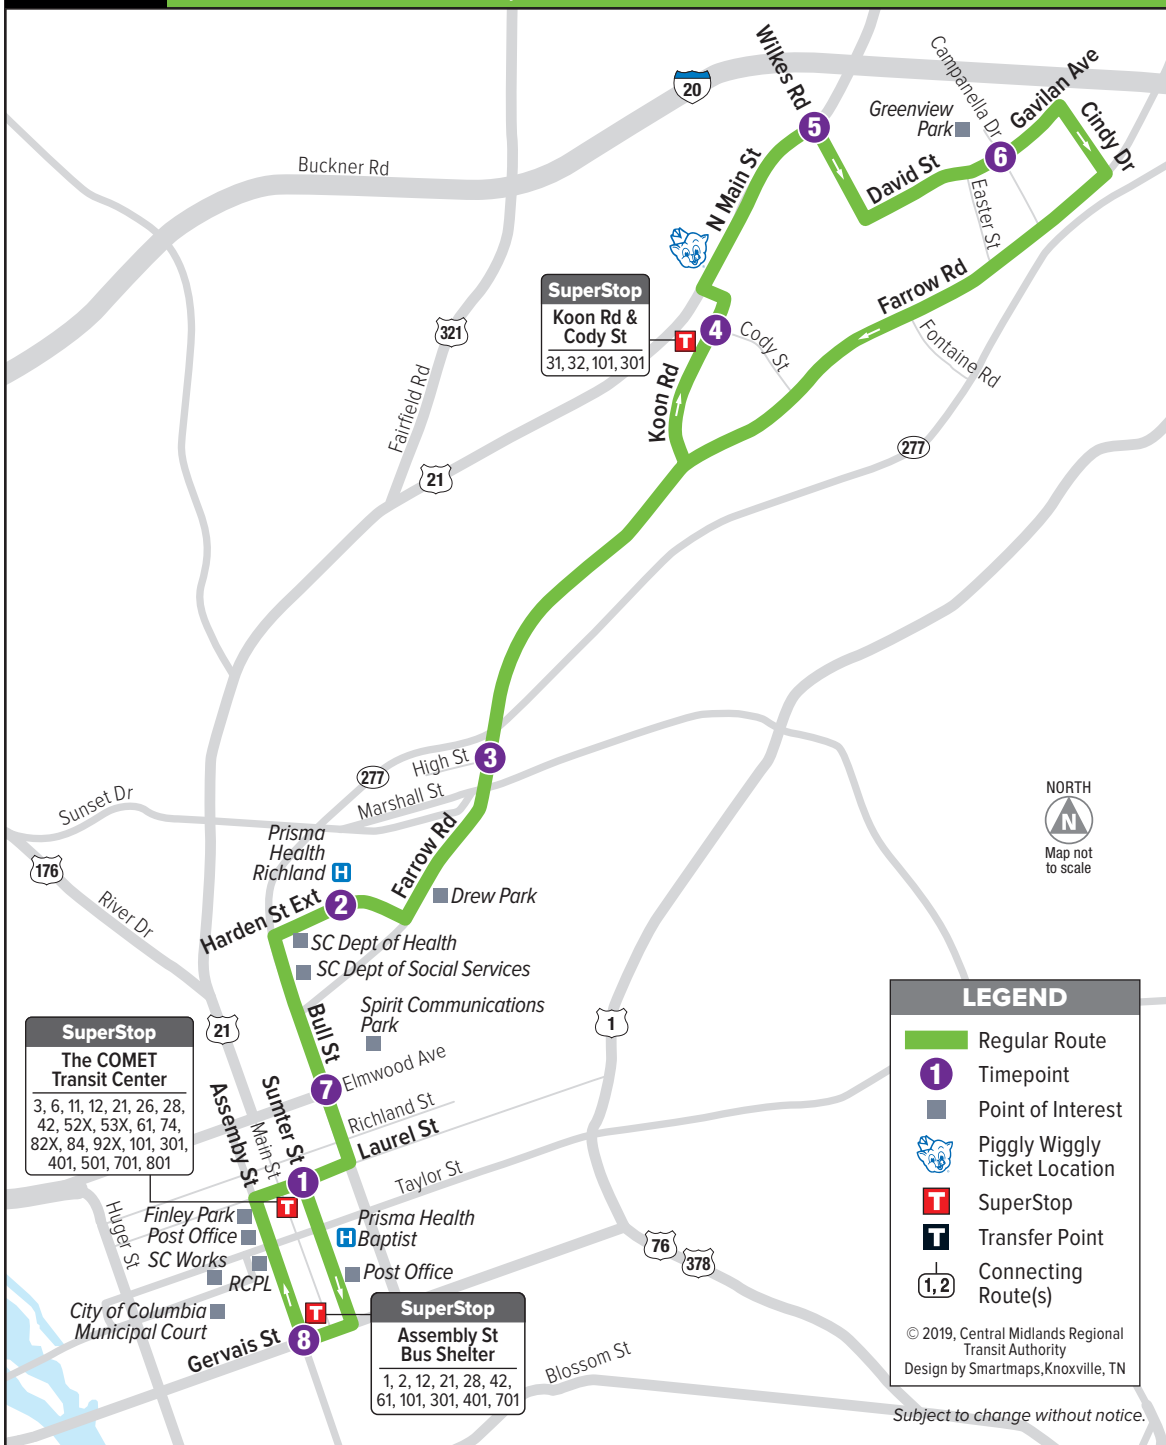 Wilkes Rd
Campanella Dr
Gavilan Ave
20
Cindy Dr
Greenview
Park
5
6
Buckner Rd
N Main St
David St
Easter St
SuperStop
Koon Rd &
Cody St
31, 32, 101, 301
T
4
Cody St
Farrow Rd
Fontaine Rd
321
Fairfield Rd
Koon Rd
277
21
High St
3
277
Marshall St
Sunset Dr
NORTH
N
Map not
to scale
Prisma
Health
Richland
H
Farrow Rd
176
River Dr
Harden St Ext
2
Drew Park
SC Dept of Health
SC Dept of Social Services
Spirit Communications
Park
Bull St
21
1
SuperStop
The COMET
Transit Center
3, 6, 11, 12, 21, 26, 28,
42, 52X, 53X, 61, 74,
82X, 84, 92X, 101, 301,
401, 501, 701, 801
7
Elmwood Ave
Assemby St
Sumter St
Main St
Richland St
Laurel St
1
Taylor St
T
Huger St
Finley Park
Post Office
SC Works
RCPL
City of Columbia
Municipal Court
H
Prisma Health
Baptist
Post Office
76
378
T
Gervais St
8
SuperStop
Assembly St
Bus Shelter
1, 2, 12, 21, 28, 42,
61, 101, 301, 401, 701
Blossom St
LEGEND
Regular Route
1
Timepoint
Point of Interest
Piggly Wiggly
Ticket Location
T
SuperStop
T
Transfer Point
1, 2
Connecting
Route(s)
© 2019, Central Midlands Regional
Transit Authority
Design by Smartmaps,Knoxville, TN
Subject to change without notice.